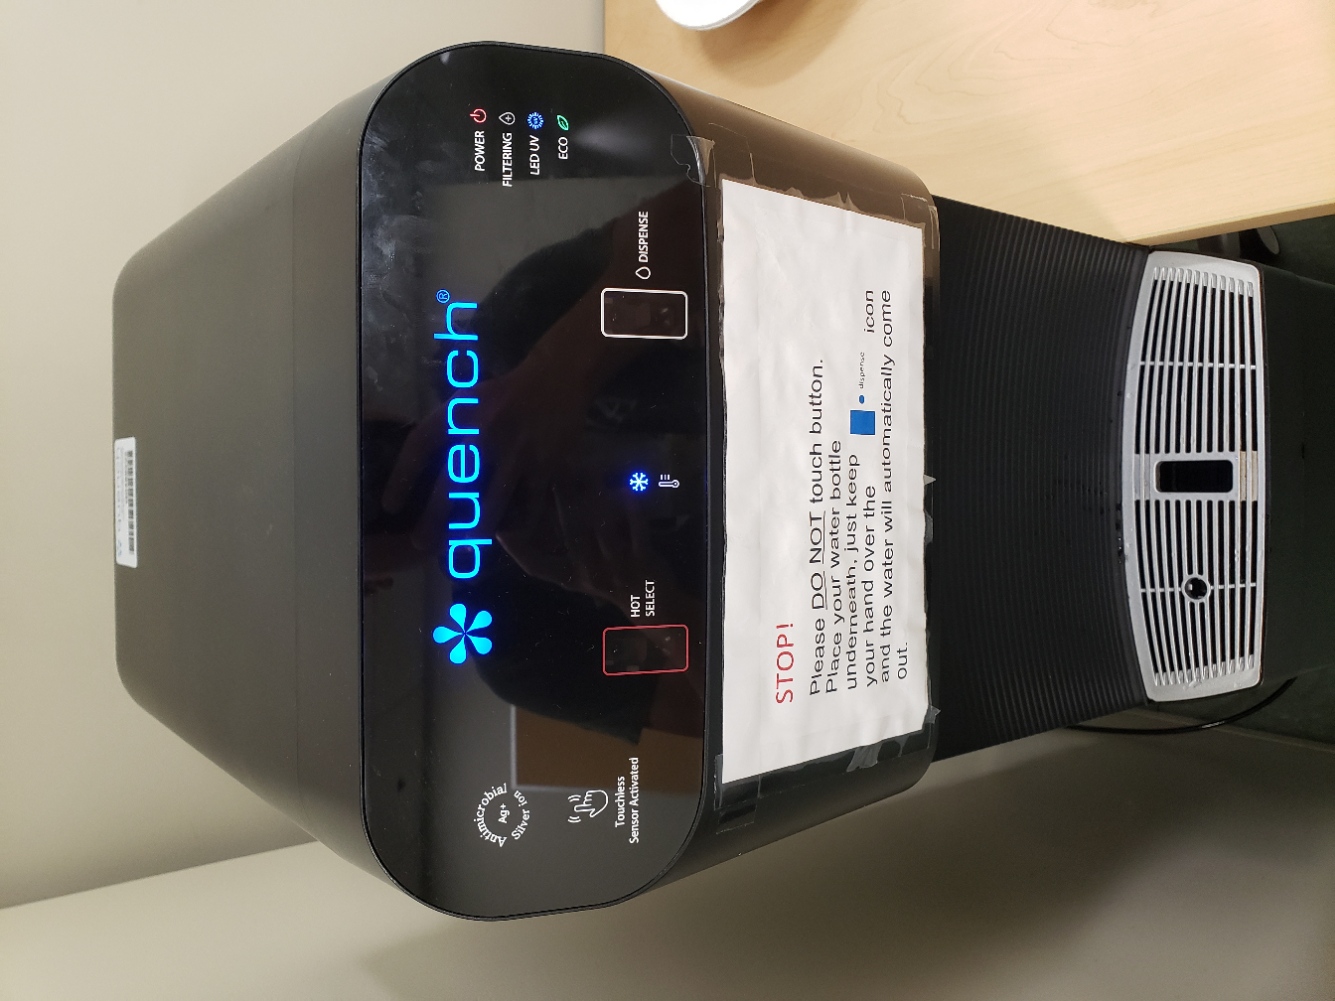 quench
quench®
Antimicrobial
Ag+
Silver ion
POWER
FILTERING
LED UV
ECO
Touchless
Sensor Activated
HOT
SELECT
DISPENSE
STOP!
Please DO NOT touch button.
Place your water bottle
underneath, just keep
your hand over the dispense icon
and the water will automatically come
out.